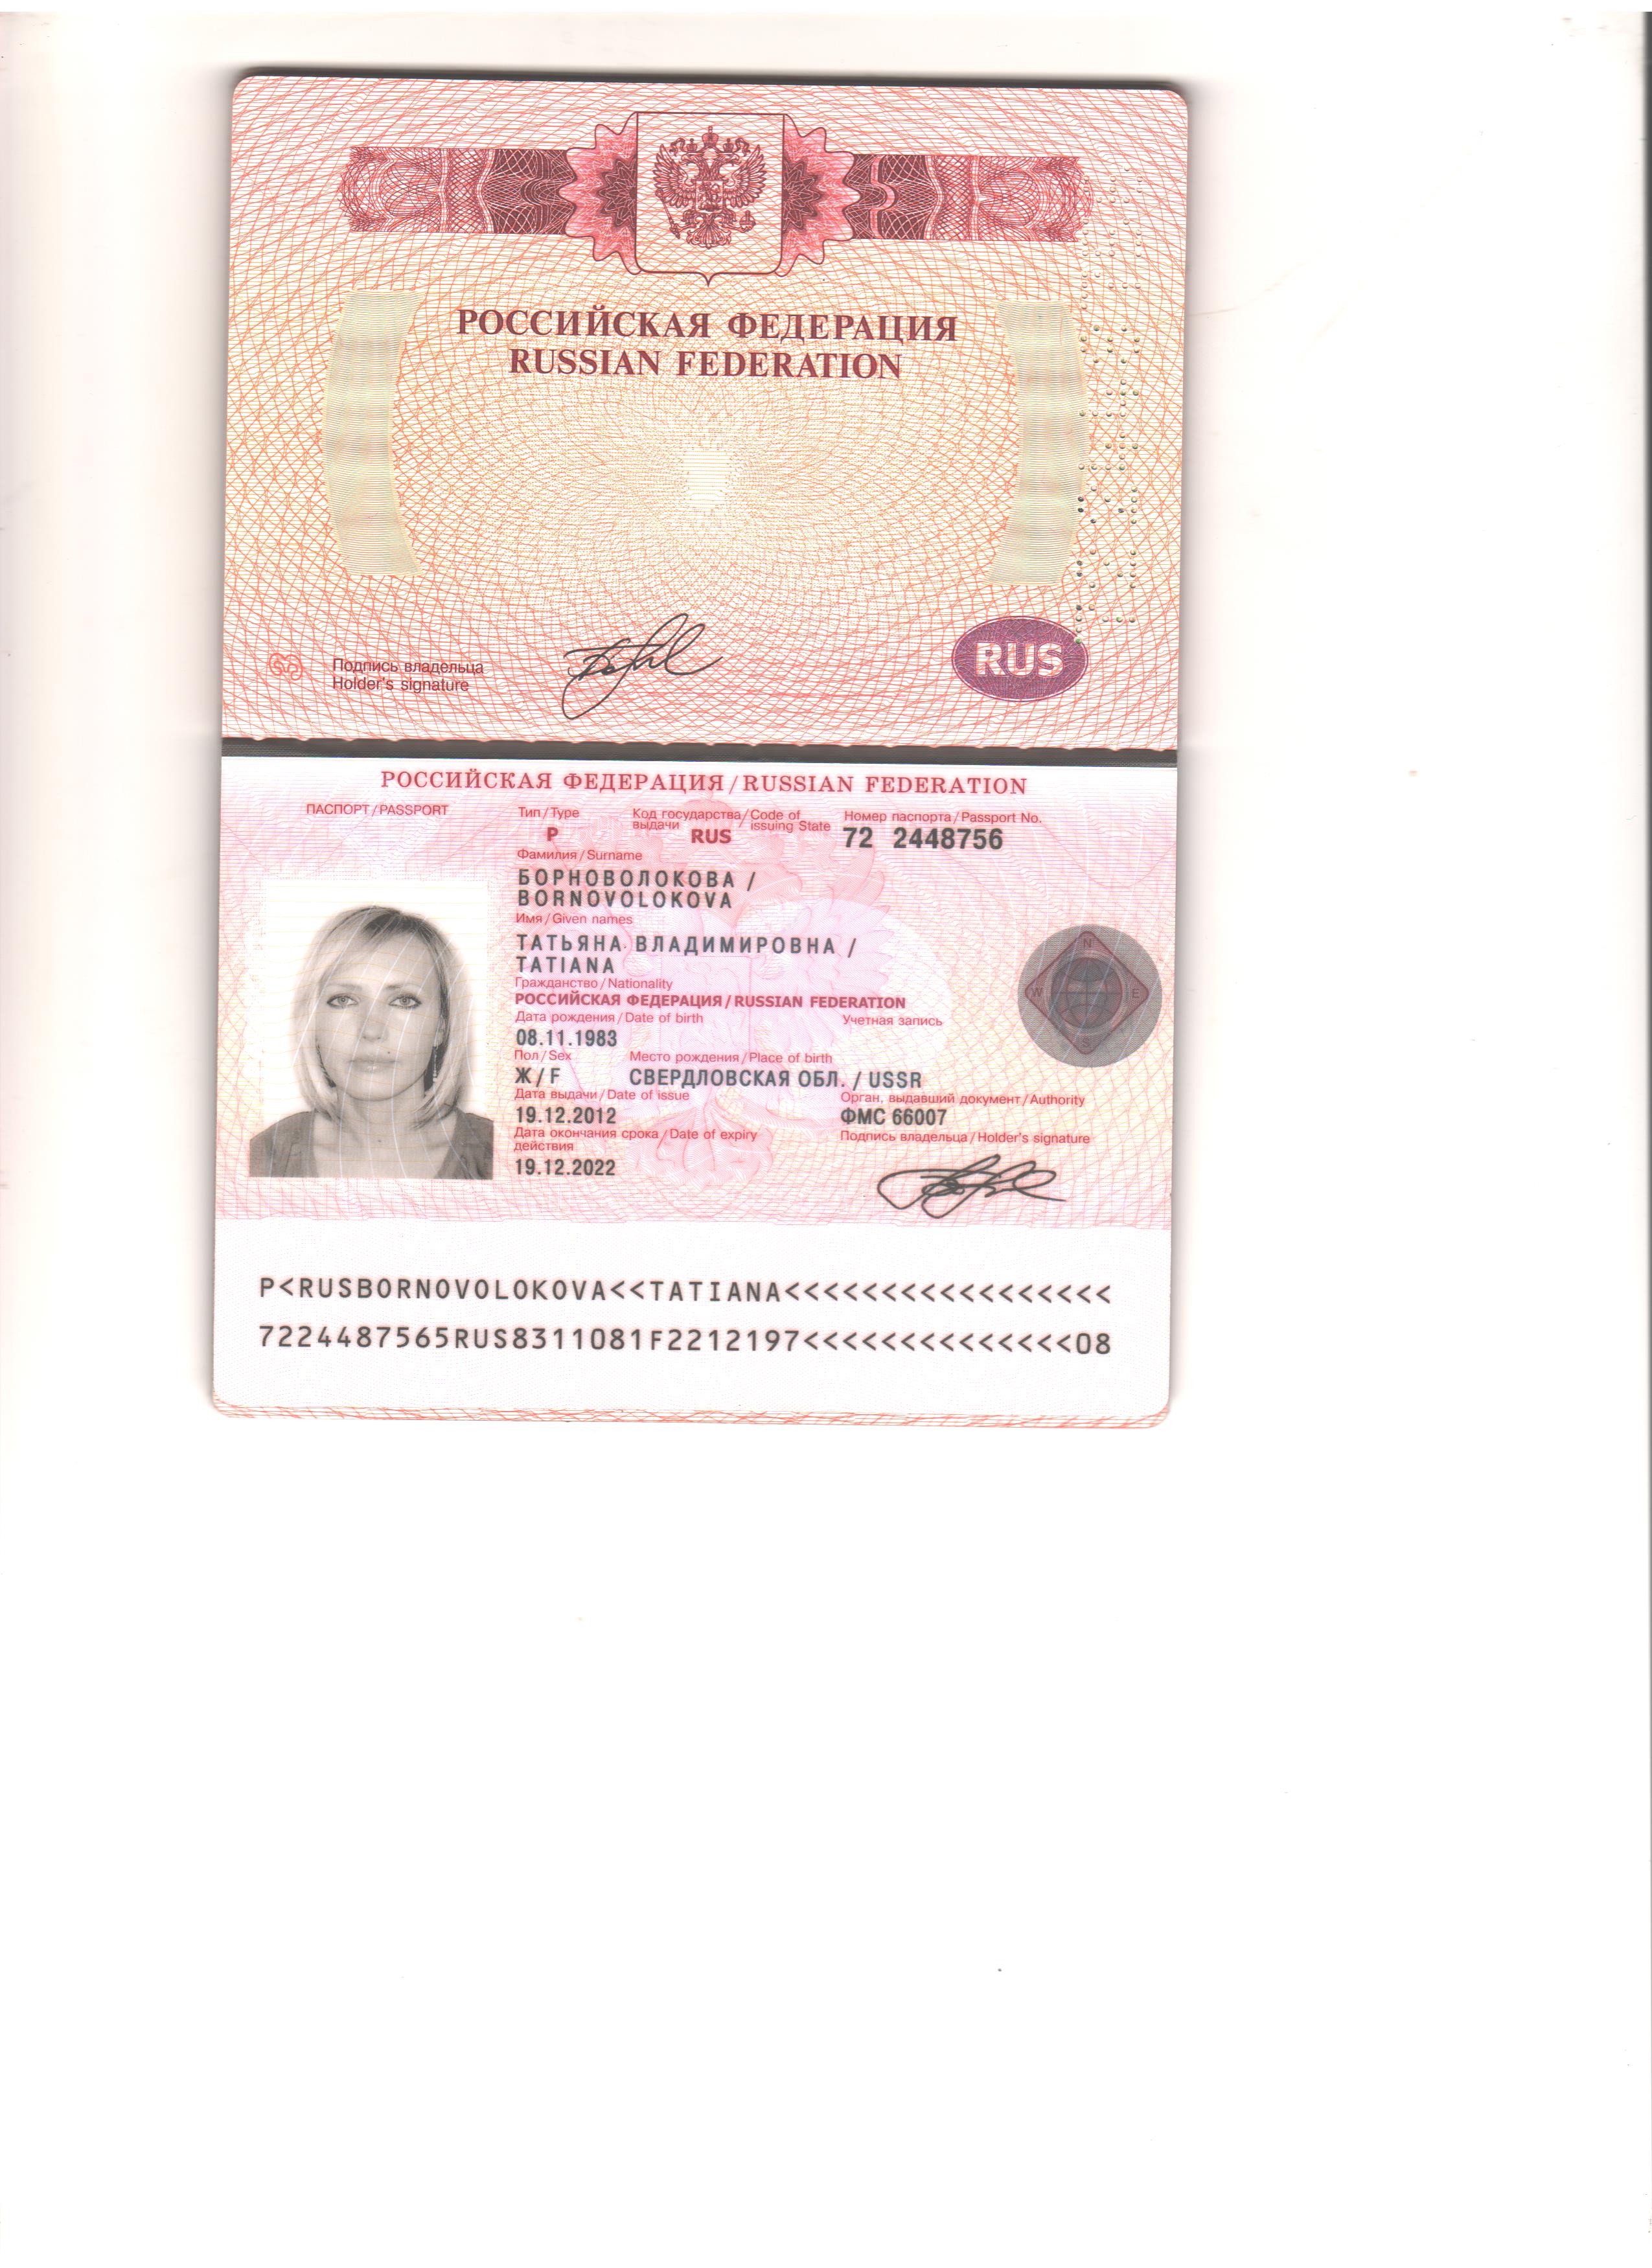 РОССИЙСКАЯ ФЕДЕРАЦИЯ
RUSSIAN FEDERATION
Подпись владельца
Holder's signature
RUS
РОССИЙСКАЯ ФЕДЕРАЦИЯ/RUSSIAN FEDERATION
ПАСПОРТ/PASSPORT
Тип/Type
Код государства/Code of
выдачи issuing State
Номер паспорта/Passport No.
P
RUS
72 2448756
Фамилия/Surname
БОРНОВОЛОКОВА /
BORNOVOLOKOVA
Имя/Given names
ТАТЬЯНА ВЛАДИМИРОВНА /
TATIANA
Гражданство/Nationality
РОССИЙСКАЯ ФЕДЕРАЦИЯ/RUSSIAN FEDERATION
Дата рождения/Date of birth
Учетная запись
08.11.1983
Пол/Sex
Место рождения/Place of birth
Ж/F
СВЕРДЛОВСКАЯ ОБЛ. / USSR
Дата выдачи/Date of issue
Орган, выдавший документ/Authority
19.12.2012
ФМС 66007
Дата окончания срока/Date of expiry
действия
Подпись владельца/Holder's signature
19.12.2022
N
W E
S
P<RUSBORNOVOLOKOVA<<TATIANA<<<<<<<<<<<<<<<<<
7224487565RUS8311081F2212197<<<<<<<<<<<<<<08